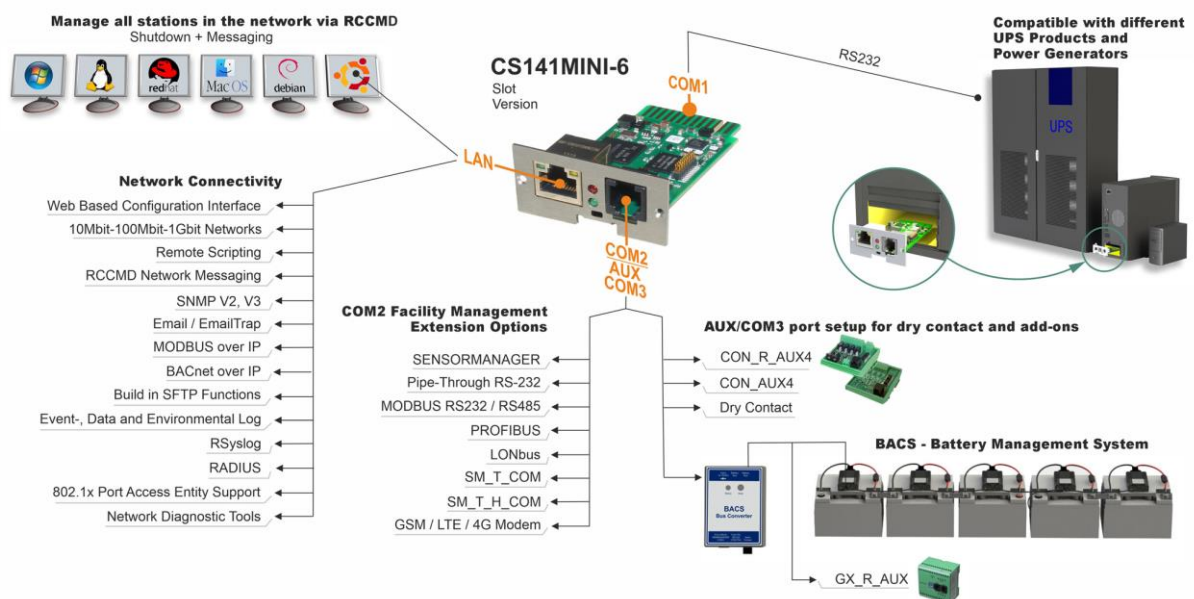 Manage all stations in the network via RCCMD
Shutdown + Messaging
redhat
MacOS
debian
CS141MINI-6
Slot
Version
COM1
RS232
Compatible with different
UPS Products and
Power Generators
UPS
LAN
COM2
AUX
COM3
Network Connectivity
Web Based Configuration Interface
10Mbit-100Mbit-1Gbit Networks
Remote Scripting
RCCMD Network Messaging
SNMP V2, V3
Email / EmailTrap
MODBUS over IP
BACnet over IP
Build in SFTP Functions
Event-, Data and Environmental Log
RSyslog
RADIUS
802.1x Port Access Entity Support
Network Diagnostic Tools
COM2 Facility Management
Extension Options
SENSORMANAGER
Pipe-Through RS-232
MODBUS RS232 / RS485
PROFIBUS
LONbus
SM_T_COM
SM_T_H_COM
GSM / LTE / 4G Modem
AUX/COM3 port setup for dry contact and add-ons
CON_R_AUX4
CON_AUX4
Dry Contact
BACS - Battery Management System
BACS
Bus Converter
GX_R_AUX